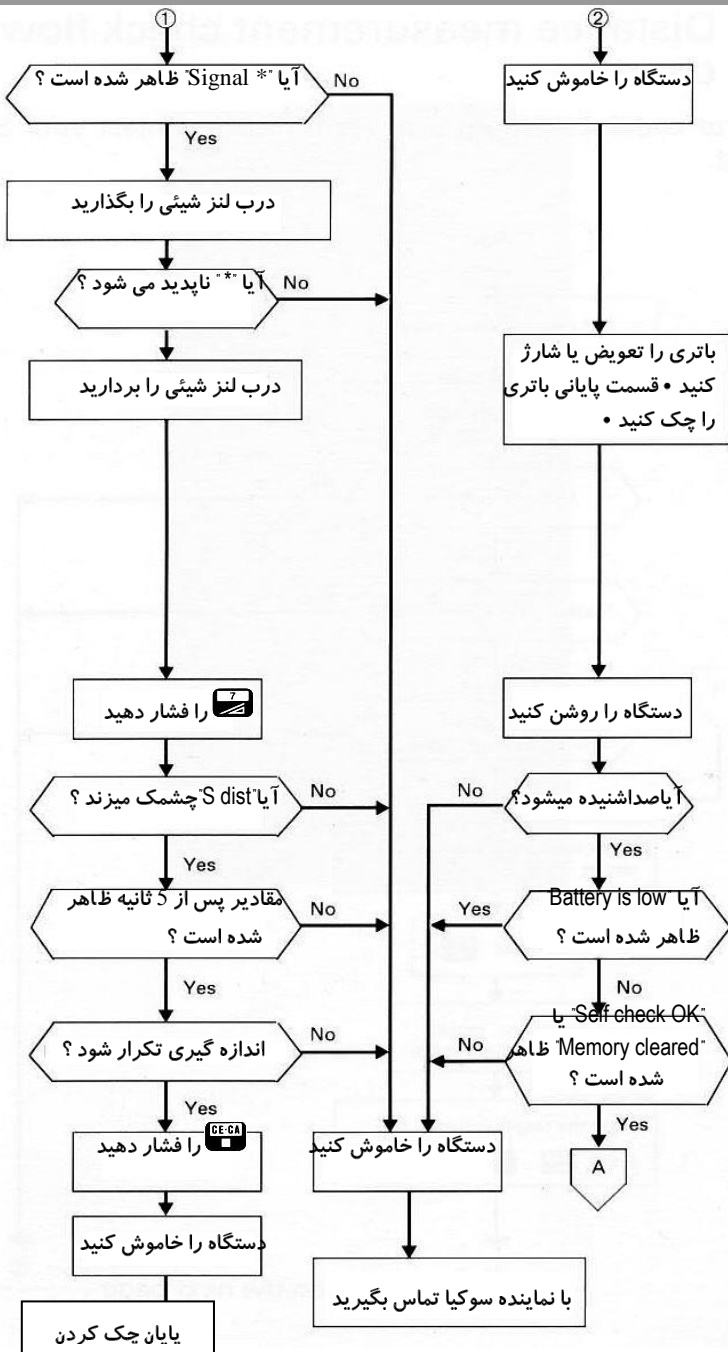 ①
آیا "* Signal" ظاهر شده است ؟
No
Yes
درب لنز شیئی را بگذارید
آیا "*" ناپدید می شود ؟
No
درب لنز شیئی را بردارید
7
را فشار دهید
آیا "S dist" چشمک میزند ؟
No
Yes
مقادیر پس از 5 ثانیه ظاهر
شده است ؟
No
Yes
اندازه گیری تکرار شود ؟
No
Yes
CE·CA
را فشار دهید
دستگاه را خاموش کنید
پایان چک کردن
②
دستگاه را خاموش کنید
باتری را تعویض یا شارژ
کنید • قسمت پایانی باتری
را چک کنید •
دستگاه را روشن کنید
آیاصداشنیده میشود؟
No
Yes
آیا "Battery is low"
ظاهر شده است ؟
Yes
No
"Self check OK" یا
"Memory cleared" ظاهر
شده است ؟
No
Yes
A
دستگاه را خاموش کنید
با نماینده سوکیا تماس بگیرید
Distance measurement check flow